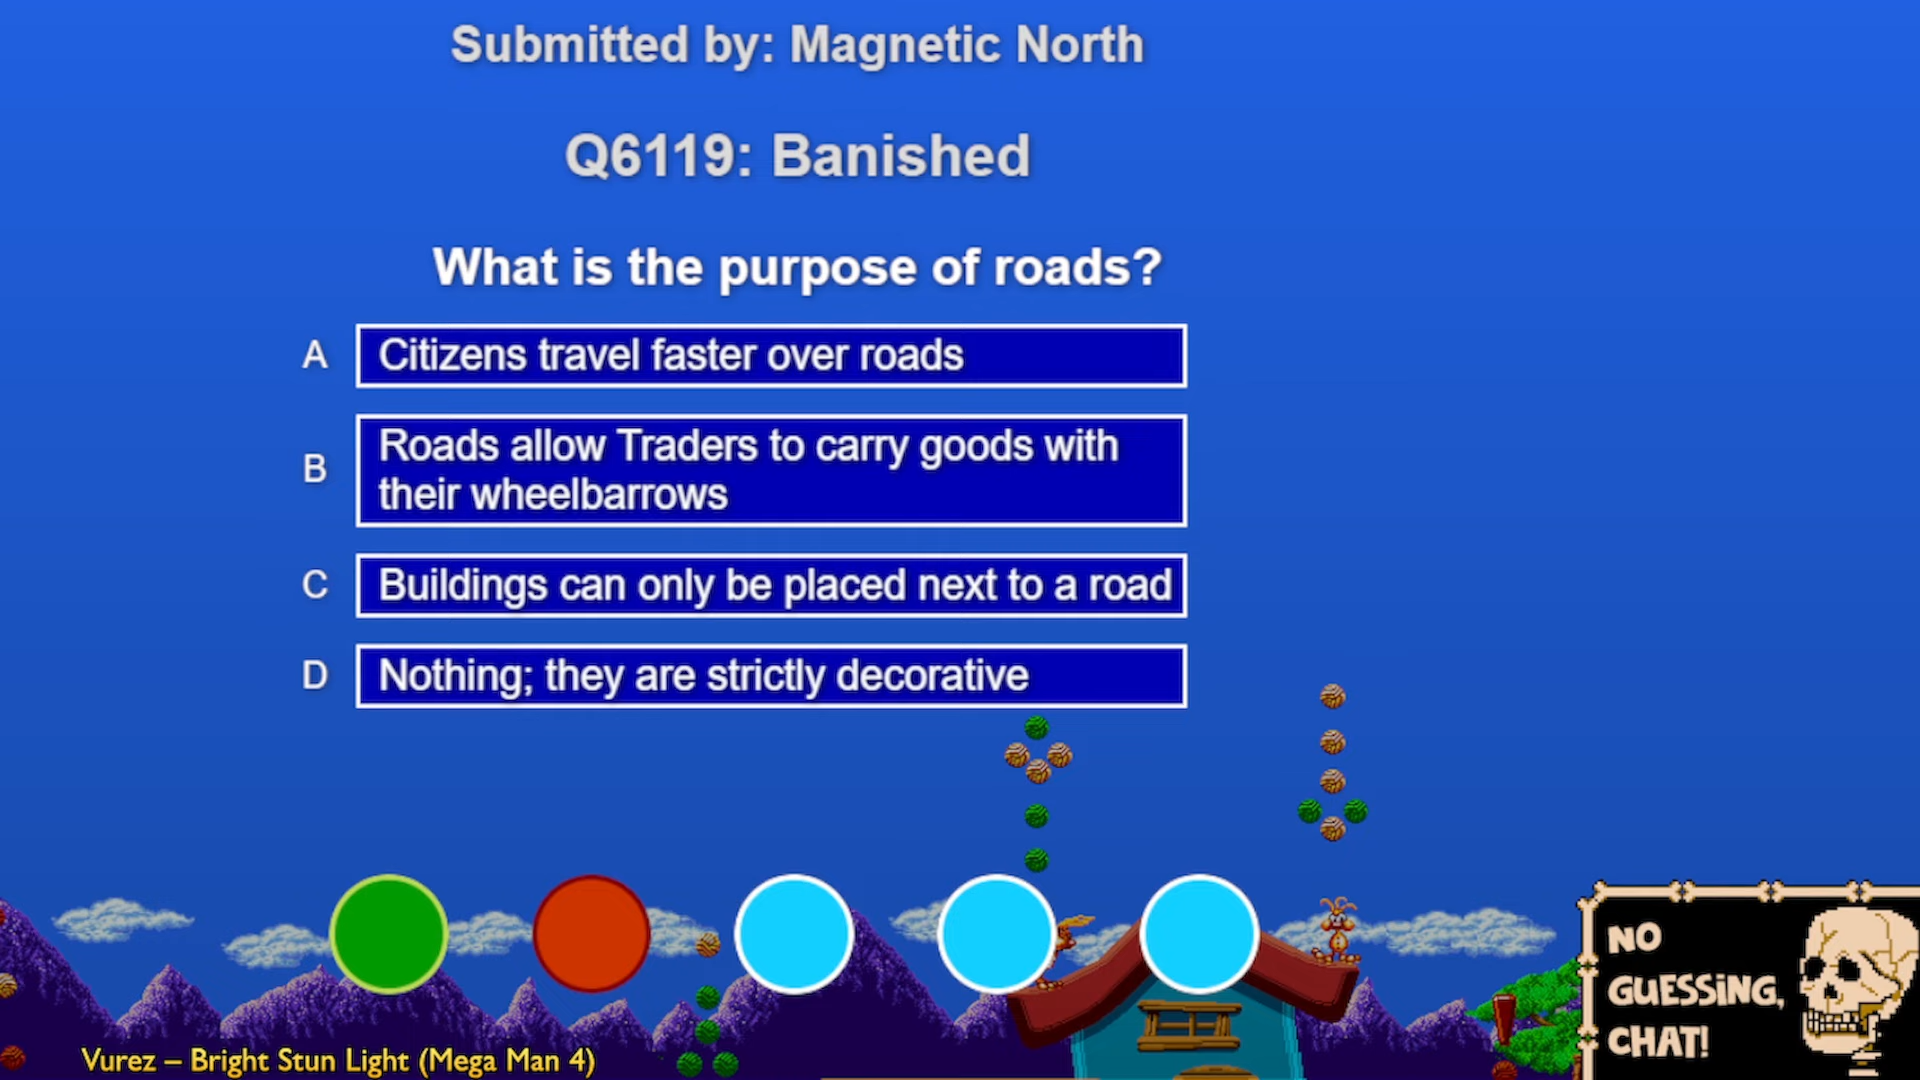 Submitted by: Magnetic North
Q6119: Banished
What is the purpose of roads?
A Citizens travel faster over roads
B Roads allow Traders to carry goods with
their wheelbarrows
C Buildings can only be placed next to a road
D Nothing; they are strictly decorative
NO
GUESSING,
CHAT!
Vurez – Bright Stun Light (Mega Man 4)